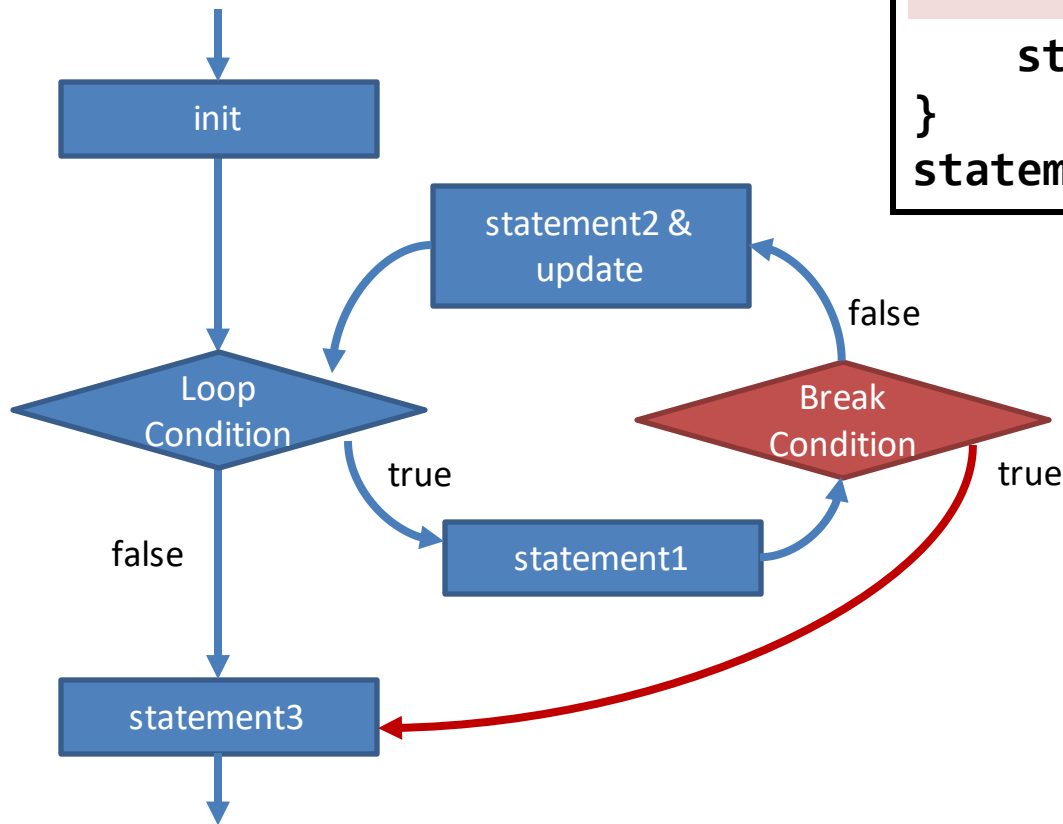 init
statement2 &
update
false
Loop
Condition
Break
Condition
true
true
false
statement1
statement3
}